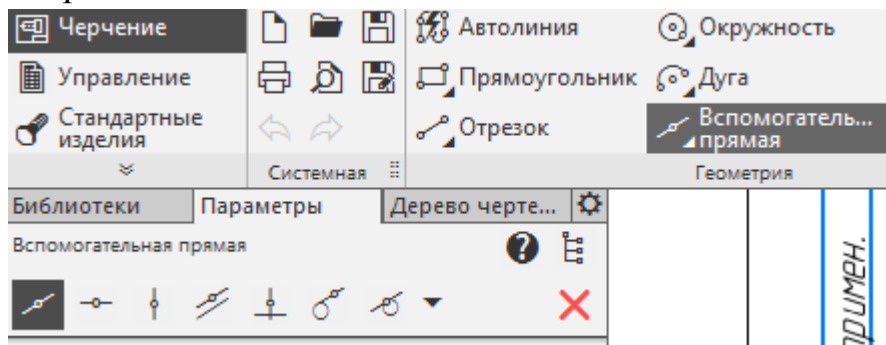 Черчение
Автолиния
Окружность
Управление
Прямоугольник
Дуга
Стандартные
изделия
Отрезок
Вспомогатель...
прямая
Системная
Геометрия
Библиотеки
Параметры
Дерево черте...
Вспомогательная прямая
?